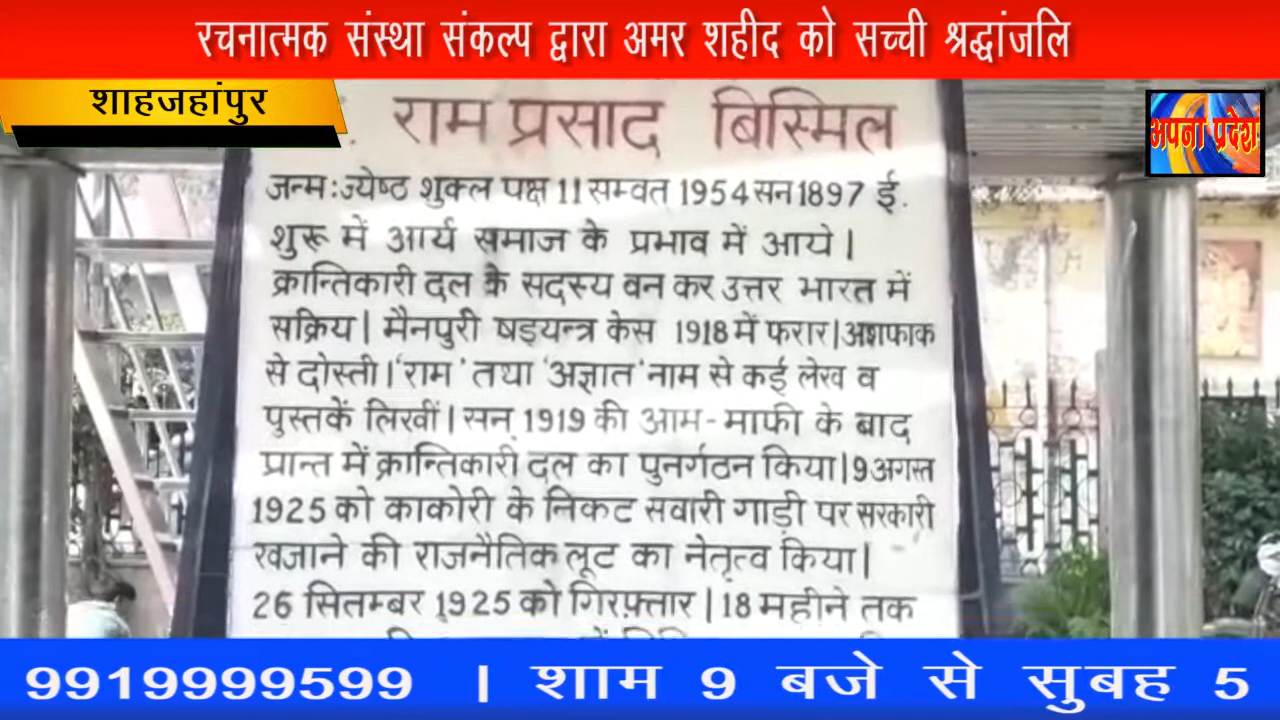 रचनात्मक संस्था संकल्प द्वारा अमर शहीद को सच्ची श्रद्धांजलि
शाहजहांपुर
अपना प्रदेश
राम प्रसाद बिस्मिल
जन्म : ज्येष्ठ शुक्ल पक्ष 11 सम्वत 1954 सन 1897 ई.
शुरू में आर्य समाज के प्रभाव में आये।
क्रान्तिकारी दल के सदस्य वन कर उत्तर भारत में
सक्रिय। मैनपुरी षड्यन्त्र केस 1918 में फरार। अशफाक
से दोस्ती। 'राम' तथा 'अज्ञात' नाम से कई लेख व
पुस्तकें लिखीं। सन् 1919 की आम-माफी के बाद
प्रान्त में क्रान्तिकारी दल का पुनर्गठन किया। 9 अगस्त
1925 को काकोरी के निकट सवारी गाड़ी पर सरकारी
खजाने की राजनैतिक लूट का नेतृत्व किया।
26 सितम्बर 1925 को गिरफ़्तार। 18 महीने तक
9919999599 | शाम 9 बजे से सुबह 5